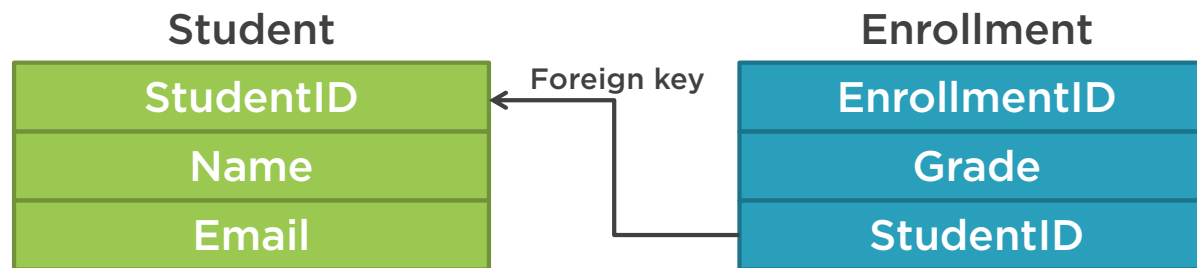 Student
StudentID
Name
Email
Foreign key
Enrollment
EnrollmentID
Grade
StudentID